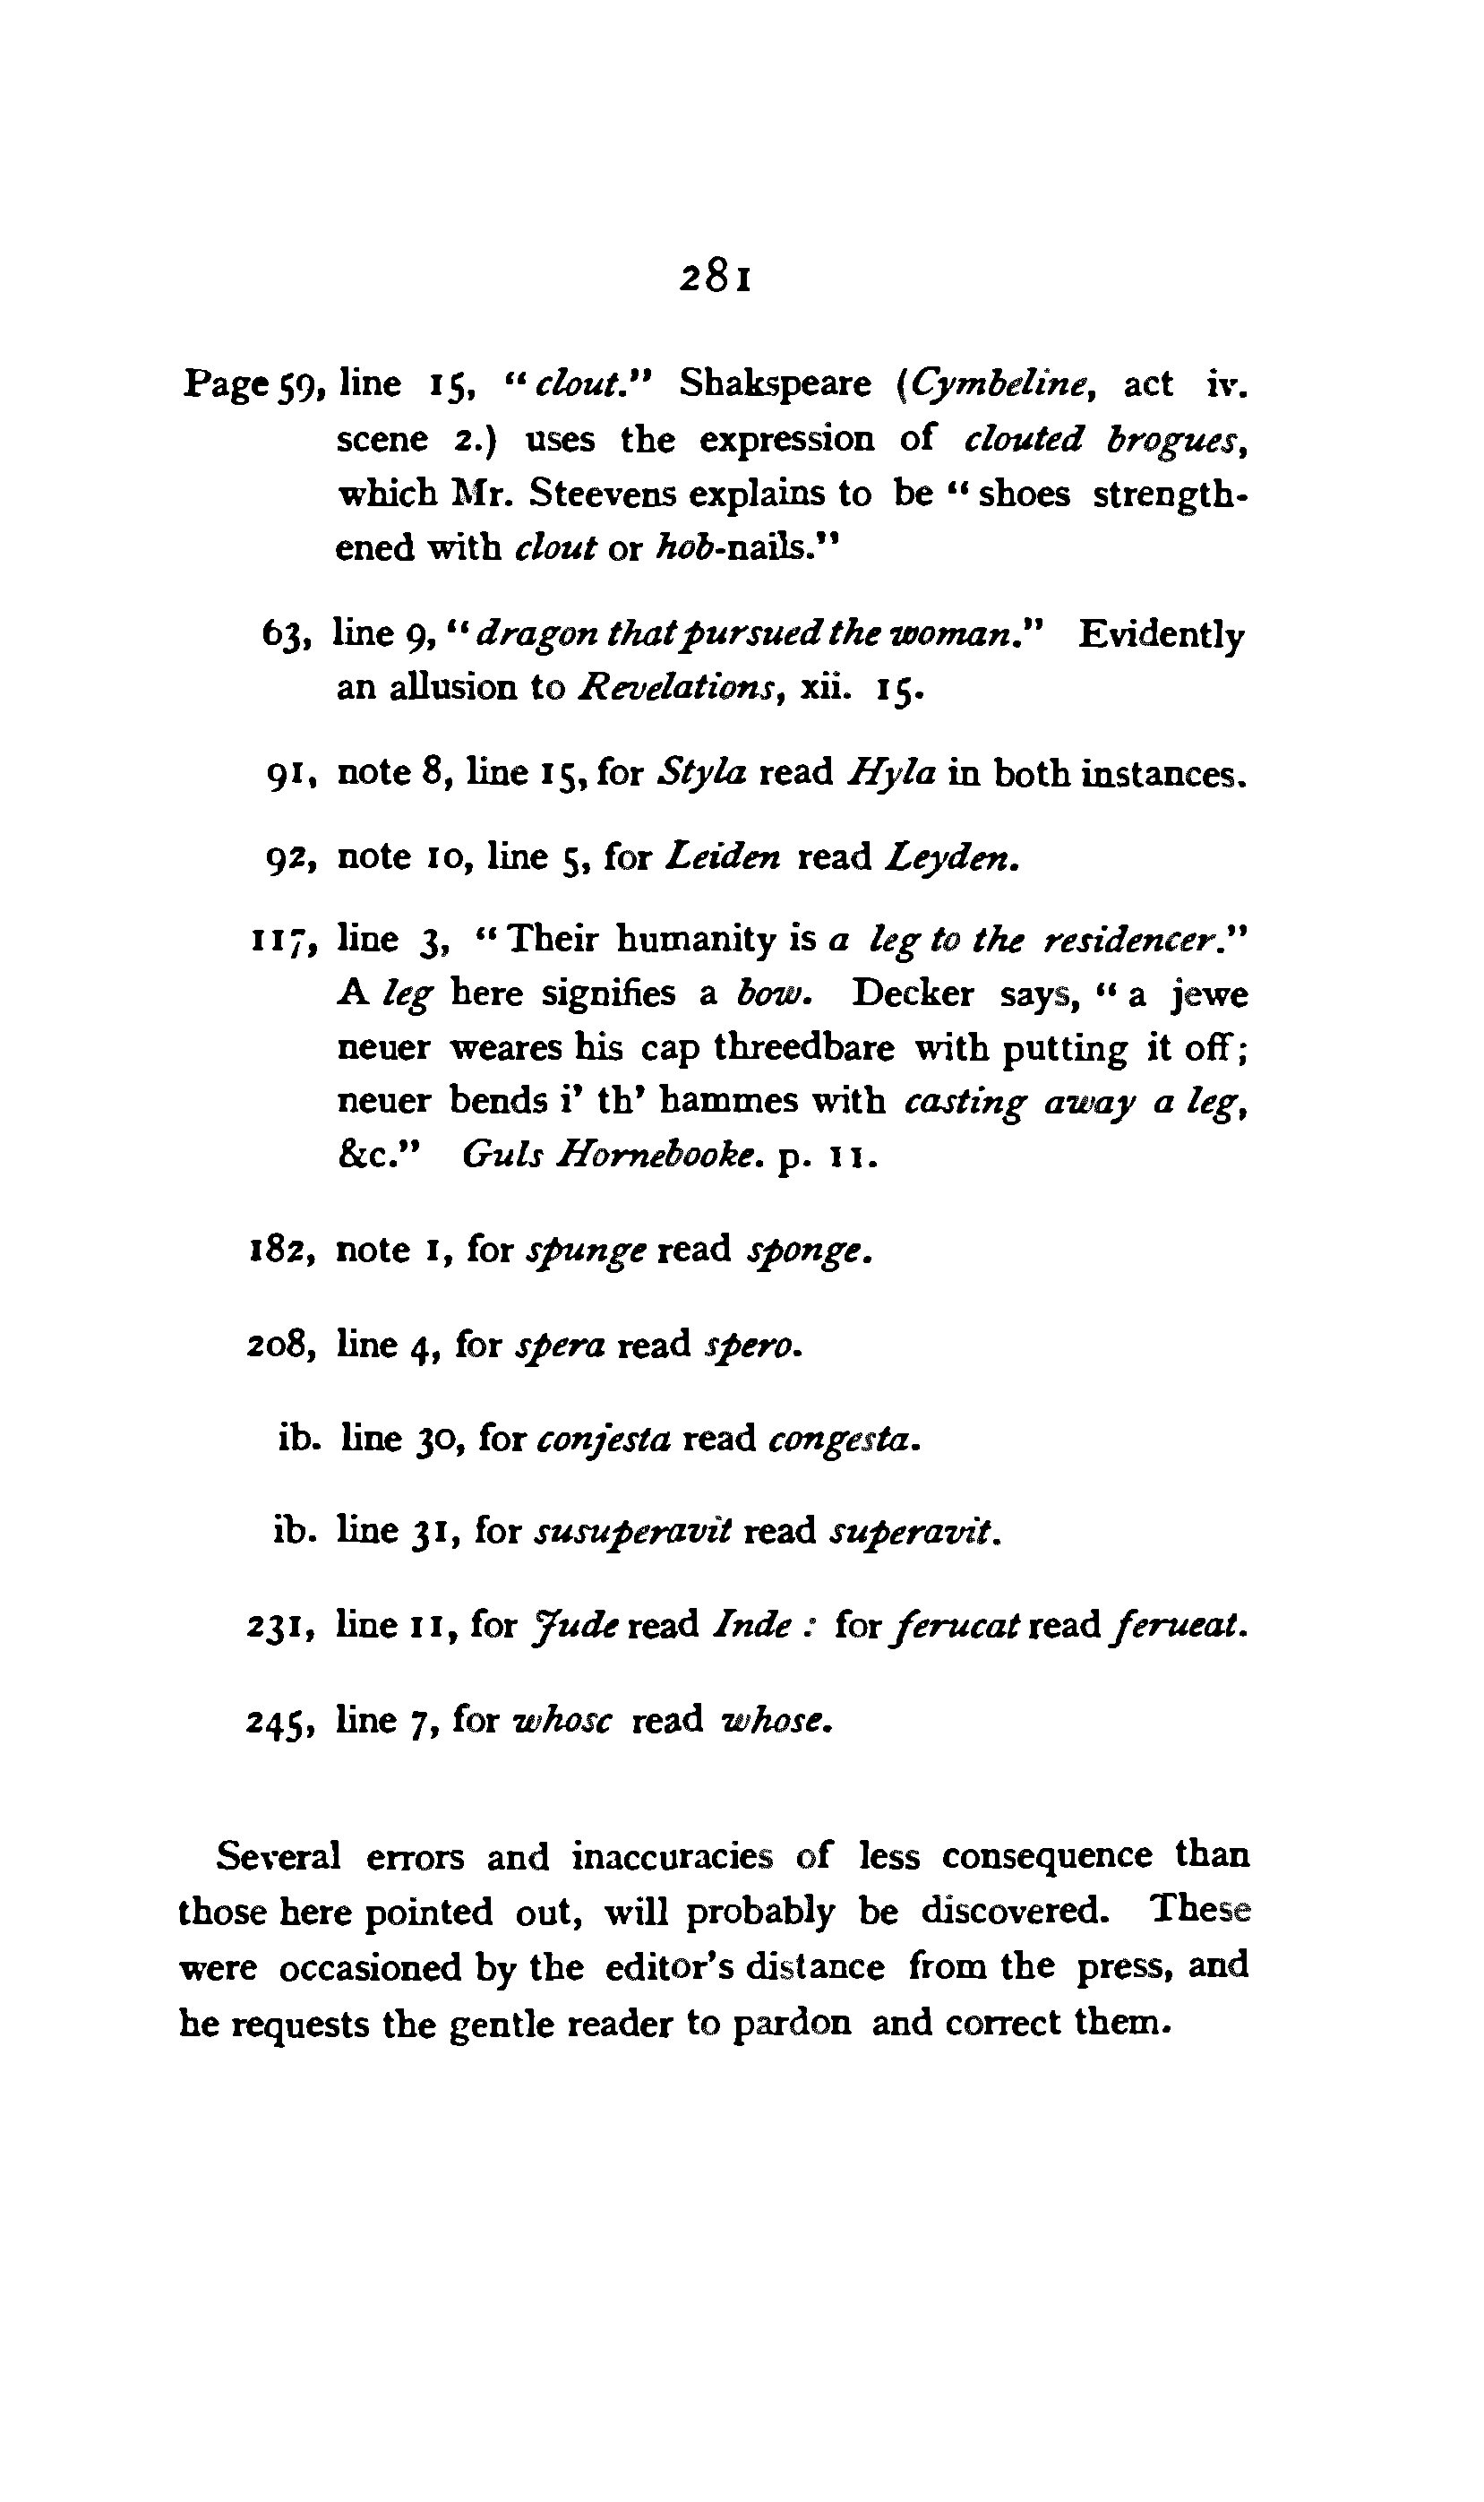 281
Page 59, line 15, "clout." Shakspeare (Cymbeline, act iv.
scene 2.) uses the expression of clouted brogues,
which Mr. Steevens explains to be "shoes strength-
ened with clout or hob-nails."
63, line 9, "dragon that pursued the woman." Evidently
an allusion to Revelations, xii. 15.
91, note 8, line 15, for Styla read Hyla in both instances.
92, note 10, line 5, for Leiden read Leyden.
117, line 3, "Their humanity is a leg to the residencer."
A leg here signifies a bow. Decker says, "a jewe
neuer weares his cap threedbare with putting it off;
neuer bends i' th' hammes with casting away a leg,
&c." Guls Hornebooke. p. 11.
182, note 1, for spunge read sponge.
208, line 4, for spera read spero.
ib. line 30, for conjesta read congesta.
ib. line 31, for susuperavit read superavit.
231, line 11, for Jude read Inde : for ferucat read ferueat.
245, line 7, for whosc read whose.
Several errors and inaccuracies of less consequence than
those here pointed out, will probably be discovered. These
were occasioned by the editor's distance from the press, and
he requests the gentle reader to pardon and correct them.